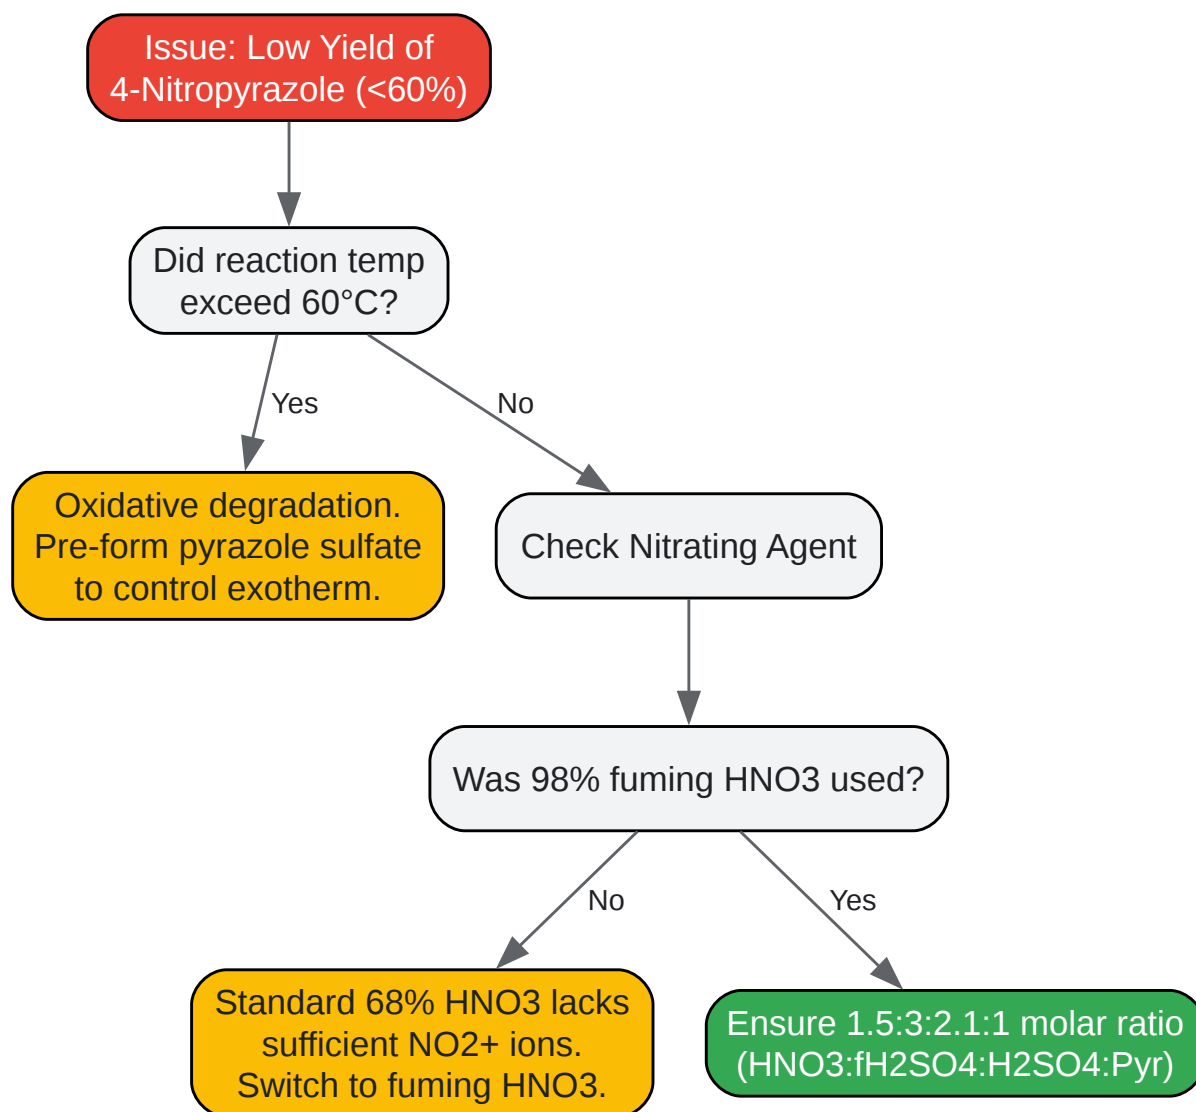 Issue: Low Yield of
4-Nitropyrazole (<60%)
Did reaction temp
exceed 60°C?
Yes
No
Oxidative degradation.
Pre-form pyrazole sulfate
to control exotherm.
Check Nitrating Agent
Was 98% fuming HNO3 used?
No
Yes
Standard 68% HNO3 lacks
sufficient NO2+ ions.
Switch to fuming HNO3.
Ensure 1.5:3:2.1:1 molar ratio
(HNO3:fH2SO4:H2SO4:Pyr)